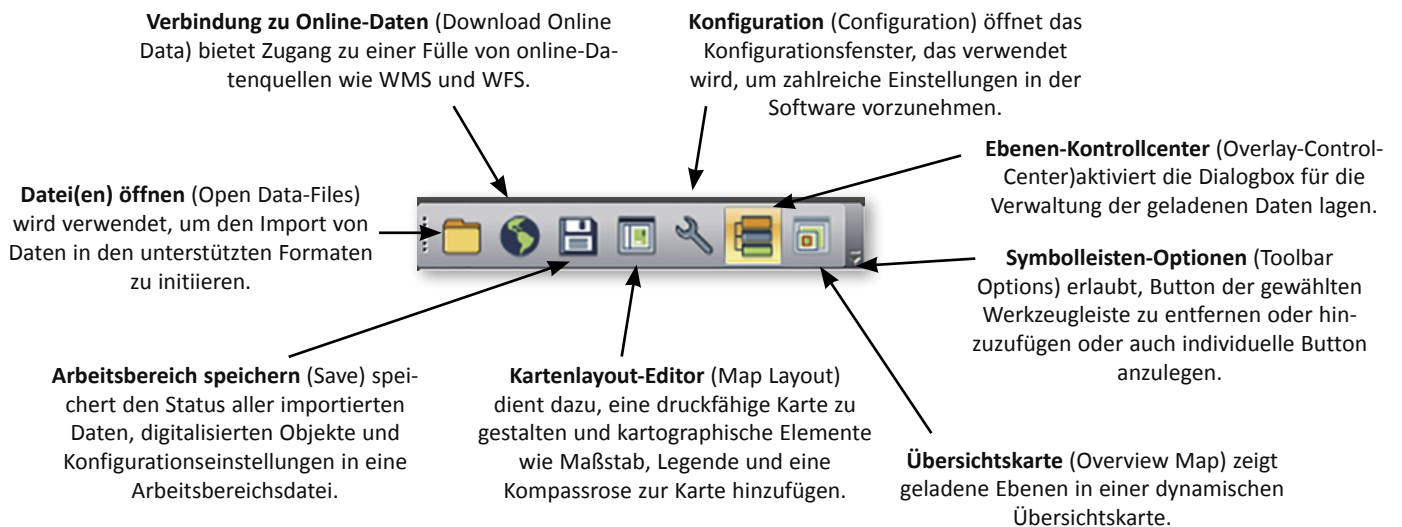 Verbindung zu Online-Daten (Download Online
Data) bietet Zugang zu einer Fülle von online-Da-
tenquellen wie WMS und WFS.
Konfiguration (Configuration) öffnet das
Konfigurationsfenster, das verwendet
wird, um zahlreiche Einstellungen in der
Software vorzunehmen.
Ebenen-Kontrollcenter (Overlay-Control-
Center)aktiviert die Dialogbox für die
Verwaltung der geladenen Daten lagen.
Datei(en) öffnen (Open Data-Files)
wird verwendet, um den Import von
Daten in den unterstützten Formaten
zu initiieren.
Symbolleisten-Optionen (Toolbar
Options) erlaubt, Button der gewählten
Werkzeugleiste zu entfernen oder hin-
zuzufügen oder auch individuelle Button
anzulegen.
Arbeitsbereich speichern (Save) spei-
chert den Status aller importierten
Daten, digitalisierten Objekte und
Konfigurationseinstellungen in eine
Arbeitsbereichsdatei.
Kartenlayout-Editor (Map Layout)
dient dazu, eine druckfähige Karte zu
gestalten und kartographische Elemente
wie Maßstab, Legende und eine
Kompassrose zur Karte hinzufügen.
Übersichtskarte (Overview Map) zeigt
geladene Ebenen in einer dynamischen
Übersichtskarte.